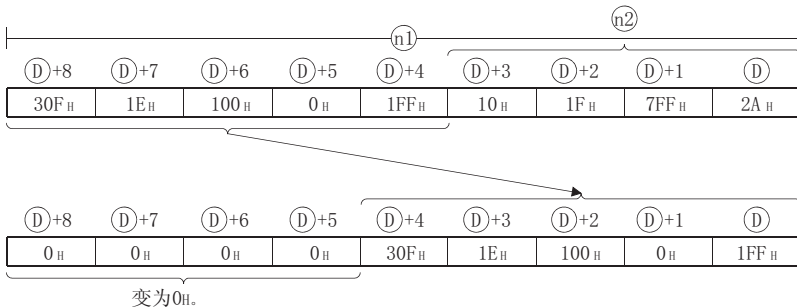 n2
n1
D+8 D+7 D+6 D+5 D+4 D+3 D+2 D+1 D
30FH 1EH 100H 0H 1FFH 10H 1FH 7FFH 2AH
D+8 D+7 D+6 D+5 D+4 D+3 D+2 D+1 D
0H 0H 0H 0H 30FH 1EH 100H 0H 1FFH
变为0H。